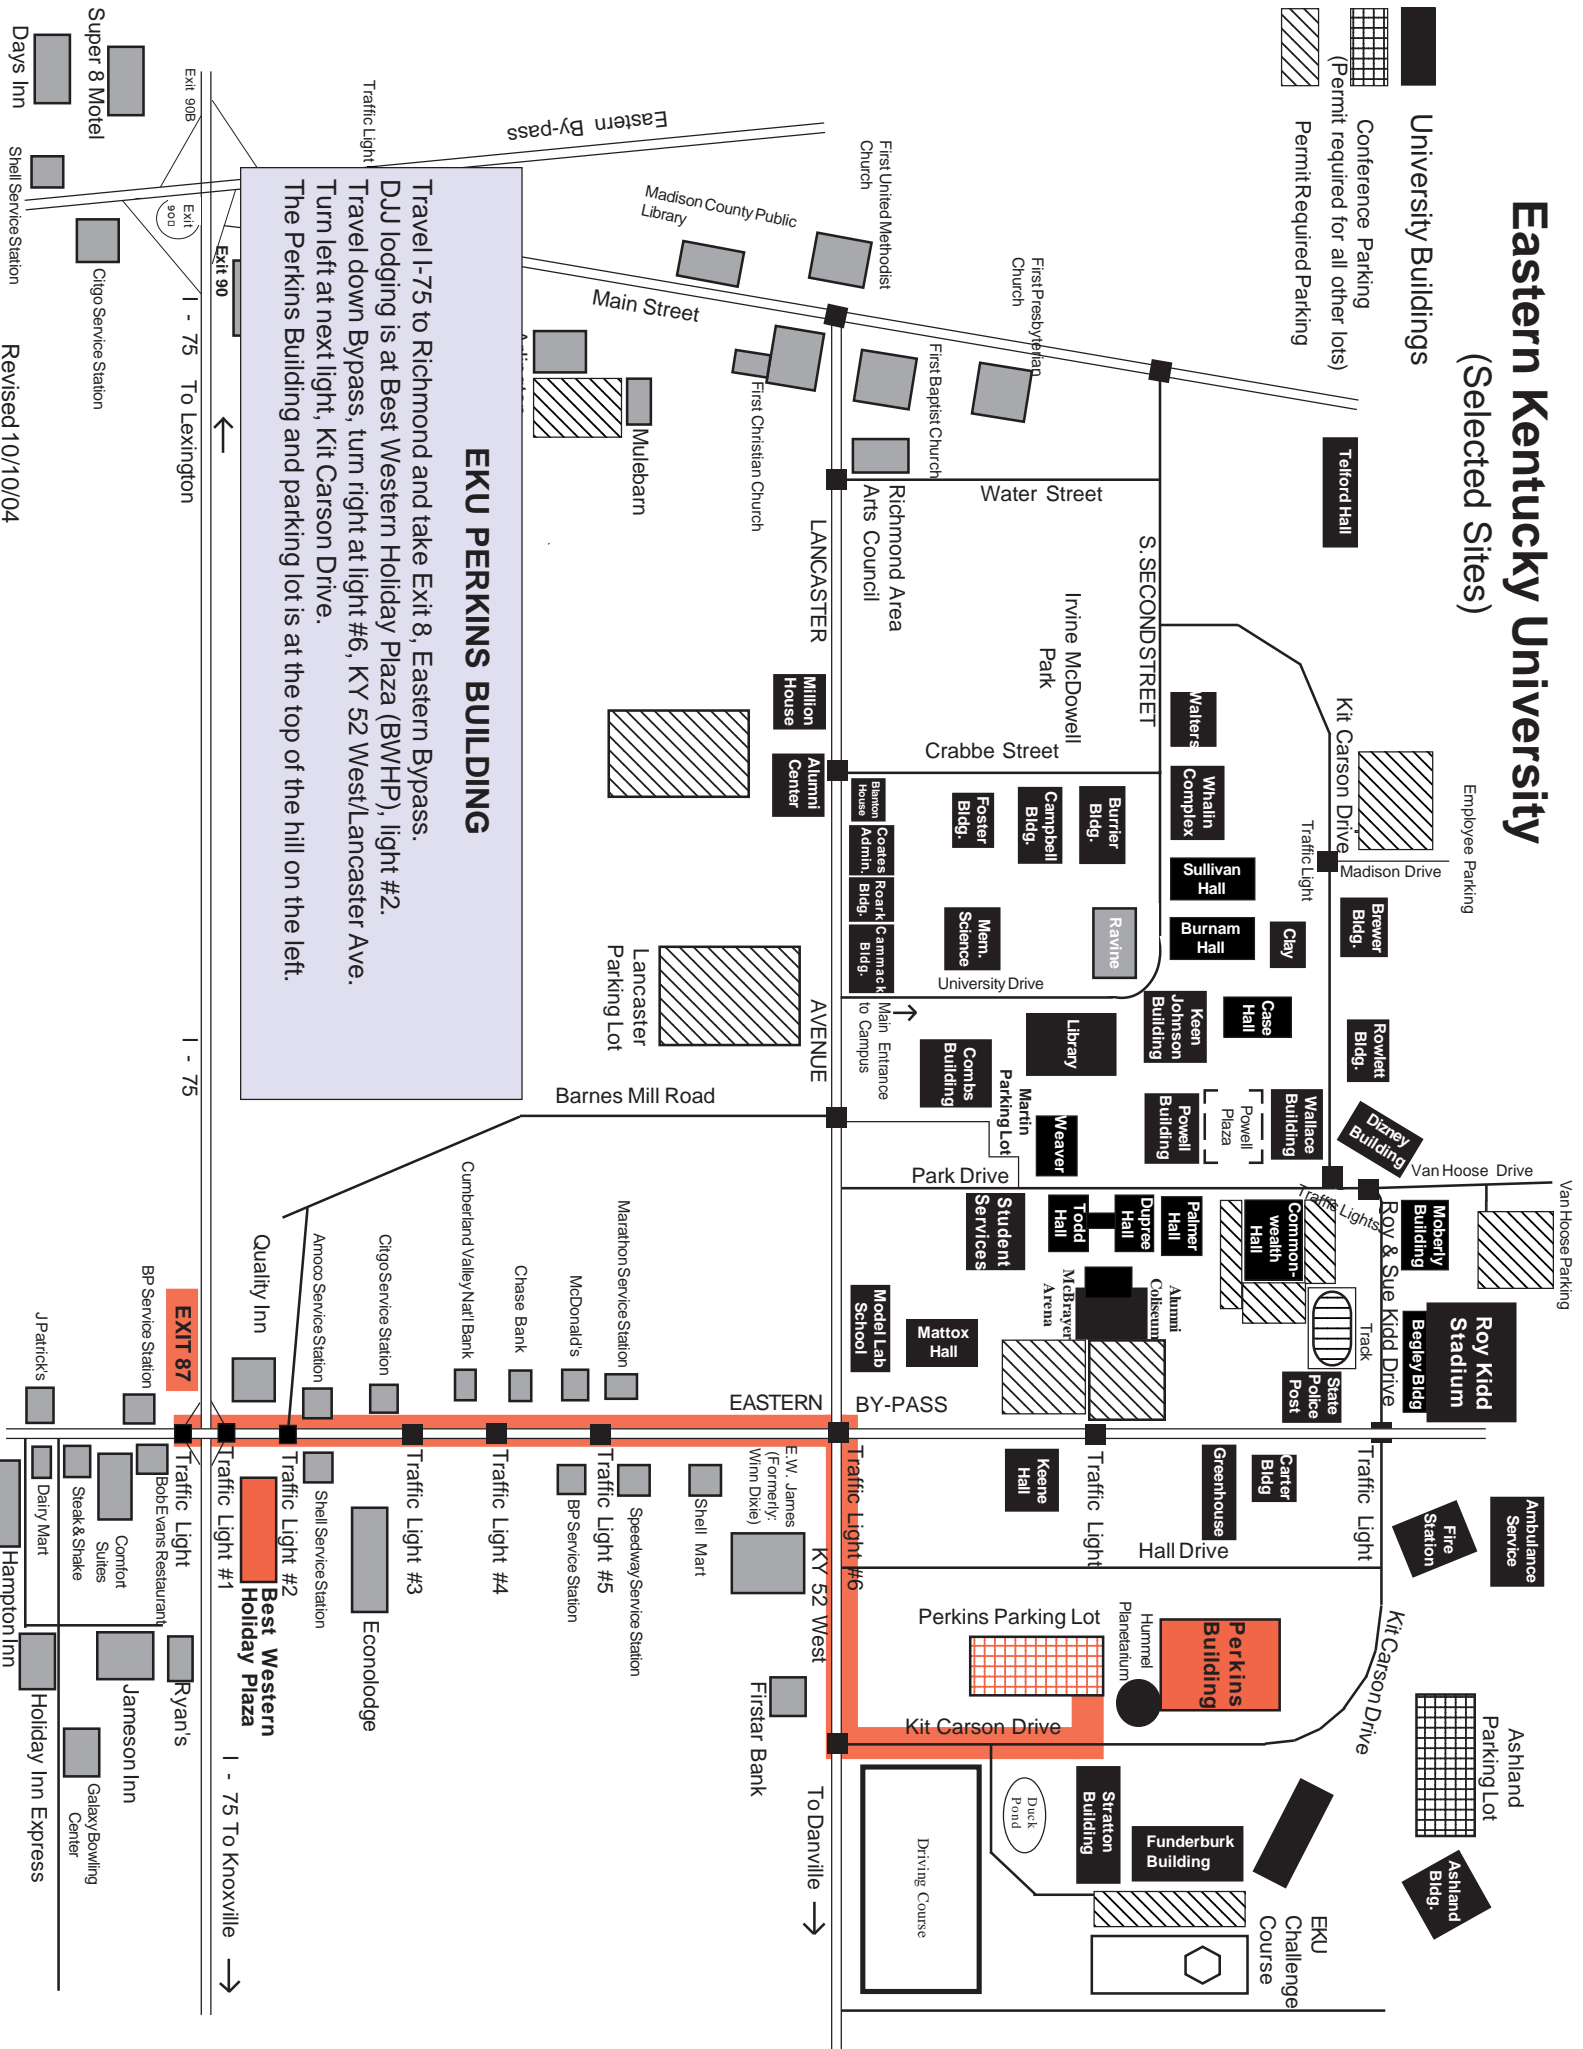 Eastern Kentucky University
(Selected Sites)
University Buildings
Conference Parking
(Permit required for all other lots)
Permit Required Parking
Telford Hall
Employee Parking
Kit Carson Drive
Madison Drive
Traffic Light
Brewer
Bldg.
Rowlett
Bldg.
Dizney
Building
Van Hoose Drive
Van Hoose Parking
Traffic Lights
Roy & Sue Kidd Drive
Moberly
Building
Roy Kidd
Stadium
Begley Bldg
Track
State
Police
Post
Traffic Light
Ambulance
Service
Fire
Station
Kit Carson Drive
Ashland
Parking Lot
Ashland
Bldg.
EKU
Challenge
Course
S. SECOND STREET
Walters
Whalin
Complex
Sullivan
Hall
Burnam
Hall
Clay
Case
Hall
Keen
Johnson
Building
Wallace
Building
Powell
Plaza
Powell
Building
Common-
wealth
Hall
Palmer
Hall
Dupree
Hall
Todd
Hall
Alumni
Coliseum
McBrayer
Arena
Carter
Bldg
Greenhouse
Traffic Light
Keene
Hall
Hall Drive
Perkins
Building
Hummel
Planetarium
Perkins Parking Lot
Kit Carson Drive
Stratton
Building
Funderburk
Building
Duck
Pond
Driving Course
First Presbyterian
Church
Water Street
Irvine McDowell
Park
Crabbe Street
Burrier
Bldg.
Campbell
Bldg.
Foster
Bldg.
Ravine
Mem.
Science
University Drive
Library
Combs
Building
Martin
Parking Lot
Weaver
Park Drive
Student
Services
Mattox
Hall
Model Lab
School
First United Methodist
Church
First Baptist Church
Richmond Area
Arts Council
Blanton
House
Coates
Admin.
Roark
Bldg.
Cammack
Bldg.
Main Entrance
to Campus
BY-PASS
Traffic Light #6
LANCASTER
AVENUE
EASTERN
KY 52 West
To Danville
Million
House
Alumni
Center
Madison County Public
Library
Main Street
First Christian Church
Mulebarn
Lancaster
Parking Lot
Barnes Mill Road
E.W. James
(Formerly:
Winn Dixie)
Firstar Bank
Shell Mart
Marathon Service Station
Speedway Service Station
Traffic Light #5
McDonald's
BP Service Station
Chase Bank
Traffic Light #4
Cumberland Valley Nat'l Bank
Traffic Light #3
Citgo Service Station
Econolodge
Amoco Service Station
Shell Service Station
Traffic Light #2
Quality Inn
Best Western
Holiday Plaza
Traffic Light #1
Eastern By-pass
Traffic Light
EKU PERKINS BUILDING
Travel I-75 to Richmond and take Exit 8, Eastern Bypass.
DJJ lodging is at Best Western Holiday Plaza (BWHP), light #2.
Travel down Bypass, turn right at light #6, KY 52 West/Lancaster Ave.
Turn left at next light, Kit Carson Drive.
The Perkins Building and parking lot is at the top of the hill on the left.
Exit 90
Exit 90B
Exit
90
I - 75 To Lexington
I - 75
EXIT 87
I - 75 To Knoxville
Traffic Light
BP Service Station
Bob Evans Restaurant
Ryan's
Comfort
Suites
Jameson Inn
Steak & Shake
Galaxy Bowling
Center
J Patrick's
Dairy Mart
Holiday Inn Express
Hampton Inn
Super 8 Motel
Days Inn
Shell Service Station
Citgo Service Station
Revised 10/10/04